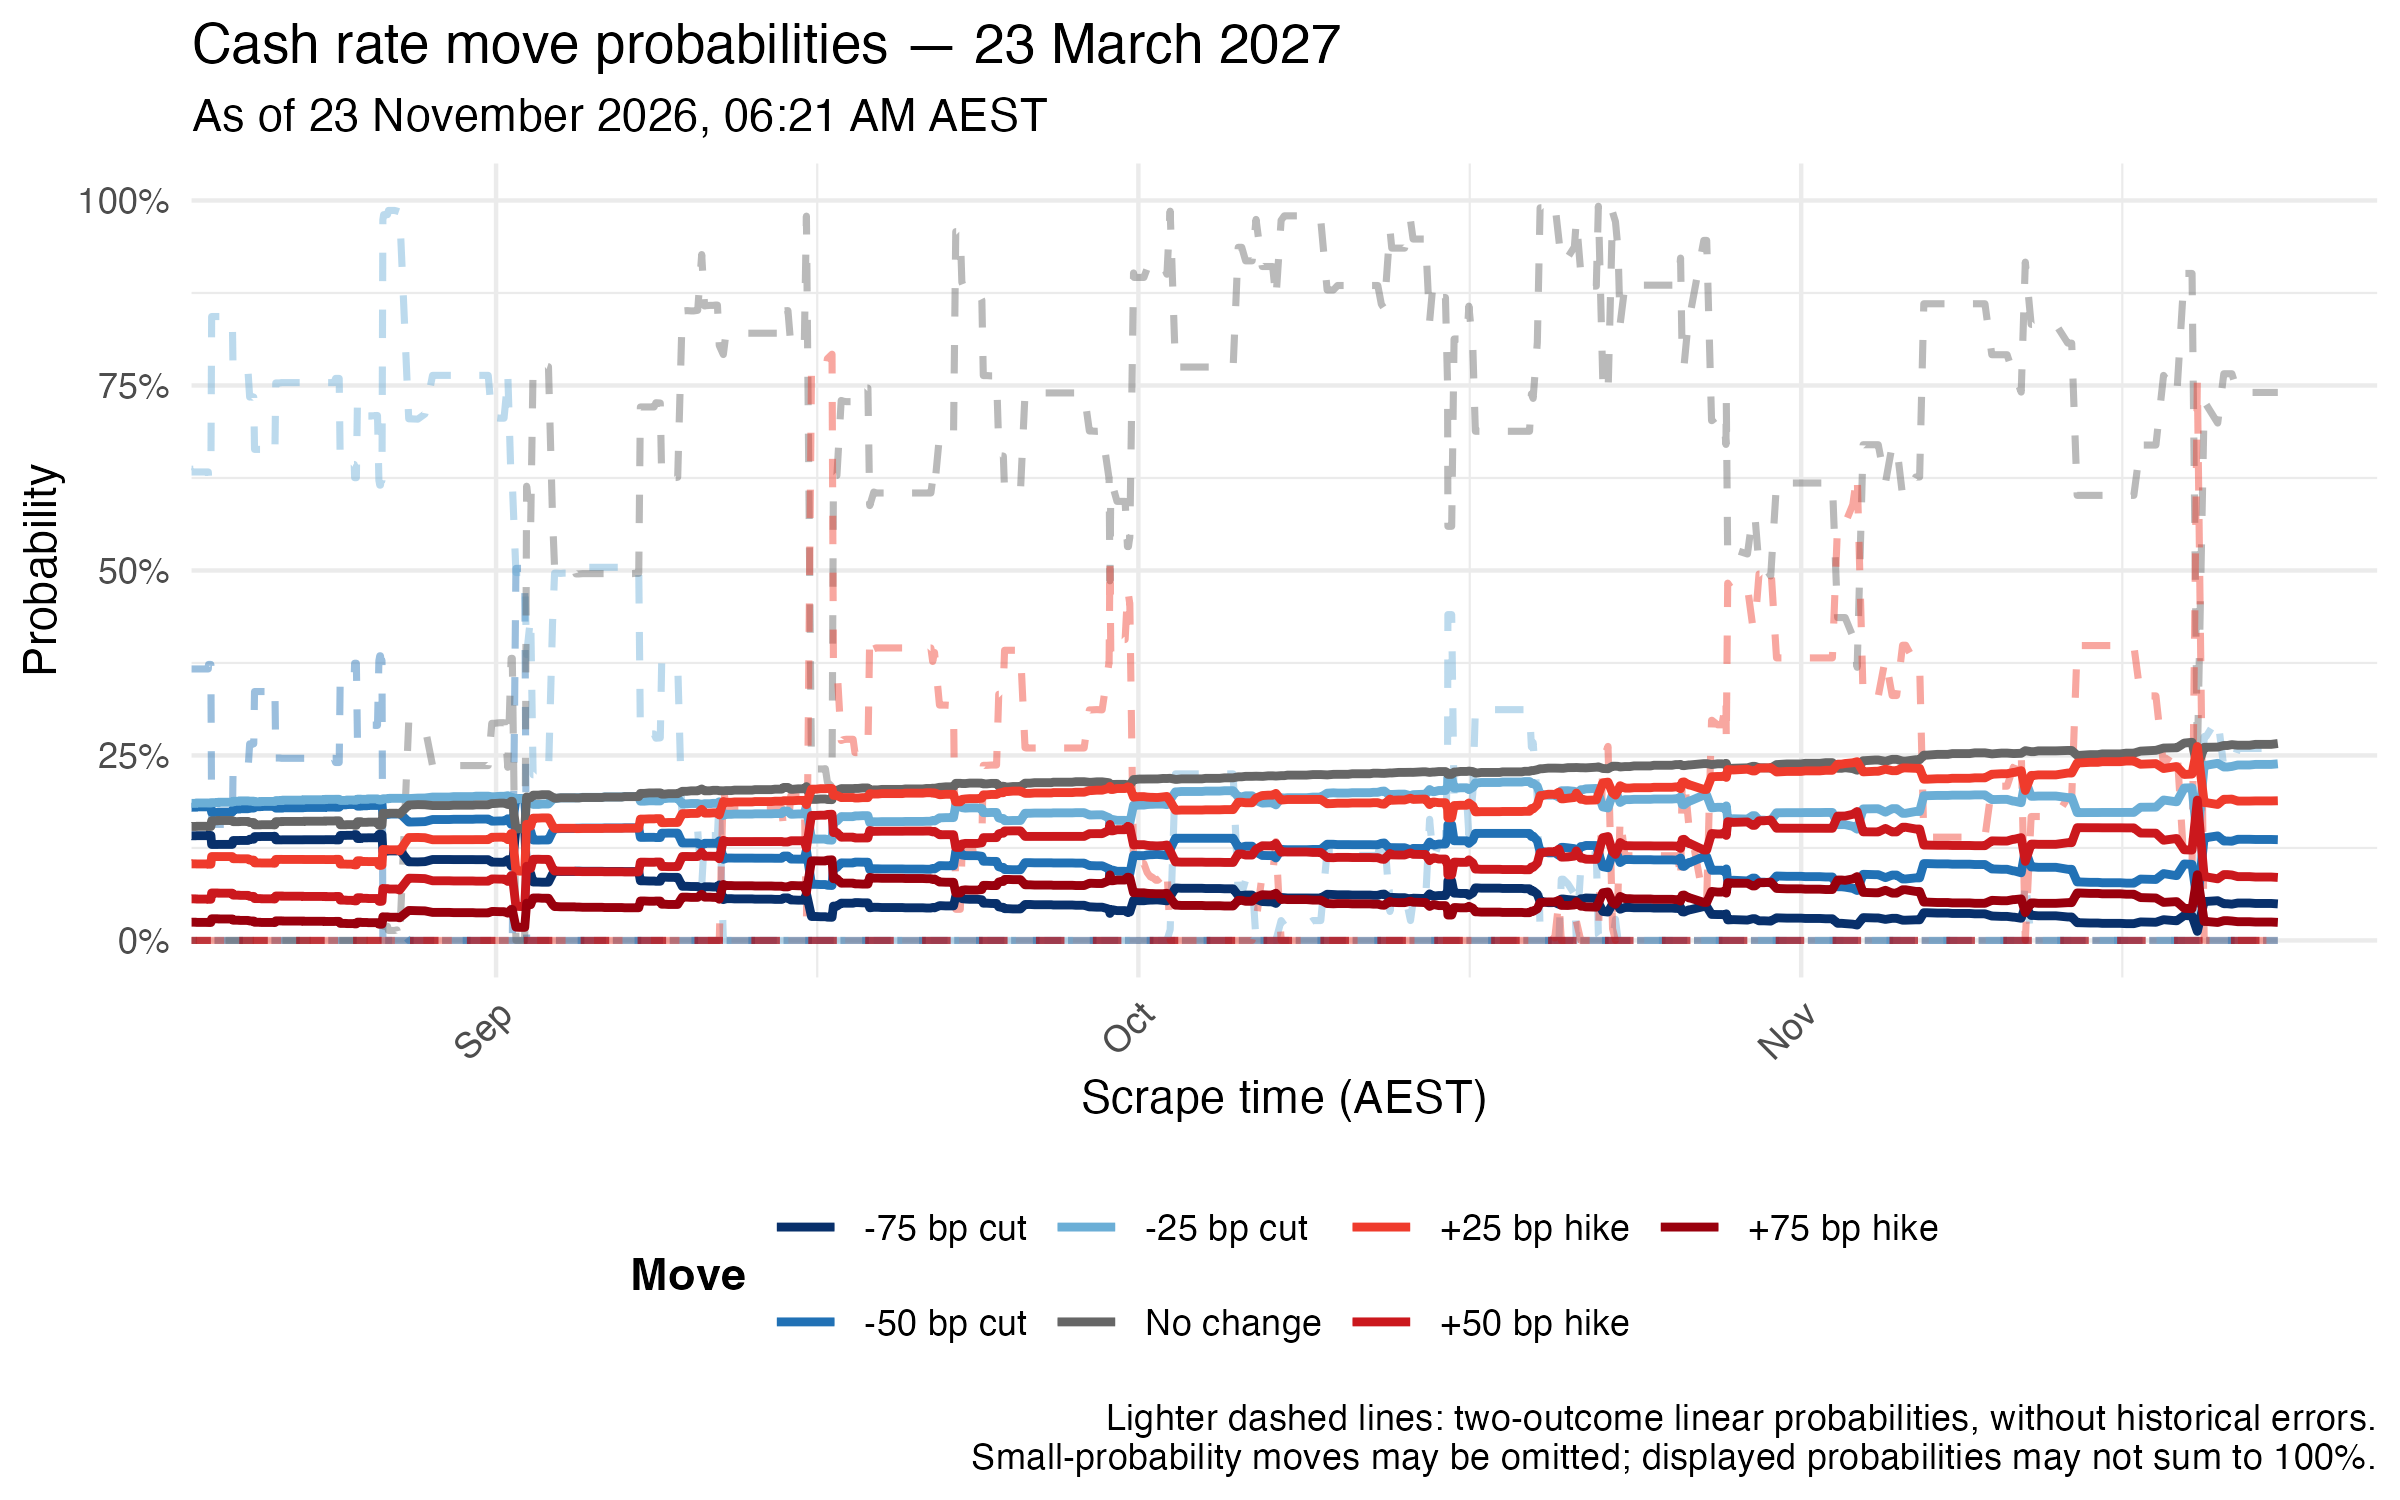 Cash rate move probabilities — 23 March 2027
As of 23 November 2026, 06:21 AM AEST
Probability
100%
75%
50%
25%
0%
Sep
Oct
Nov
Scrape time (AEST)
Move
-75 bp cut
-25 bp cut
+25 bp hike
+75 bp hike
-50 bp cut
No change
+50 bp hike
Lighter dashed lines: two-outcome linear probabilities, without historical errors.
Small-probability moves may be omitted; displayed probabilities may not sum to 100%.